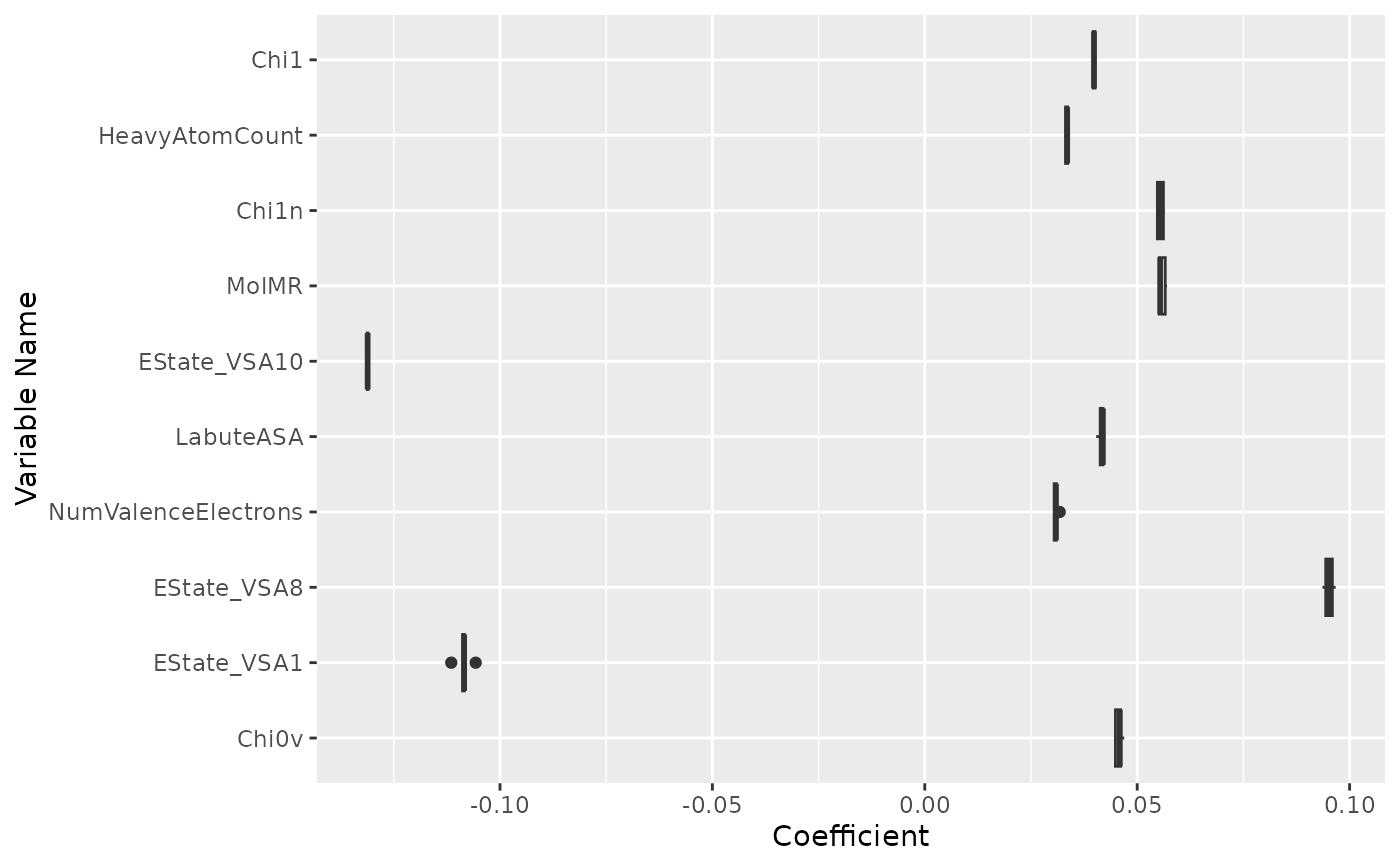 Chi1
HeavyAtomCount
Chi1n
MolMR
EState_VSA10
LabuteASA
NumValenceElectrons
EState_VSA8
EState_VSA1
Chi0v
Variable Name
-0.10 -0.05 0.00 0.05 0.10
Coefficient